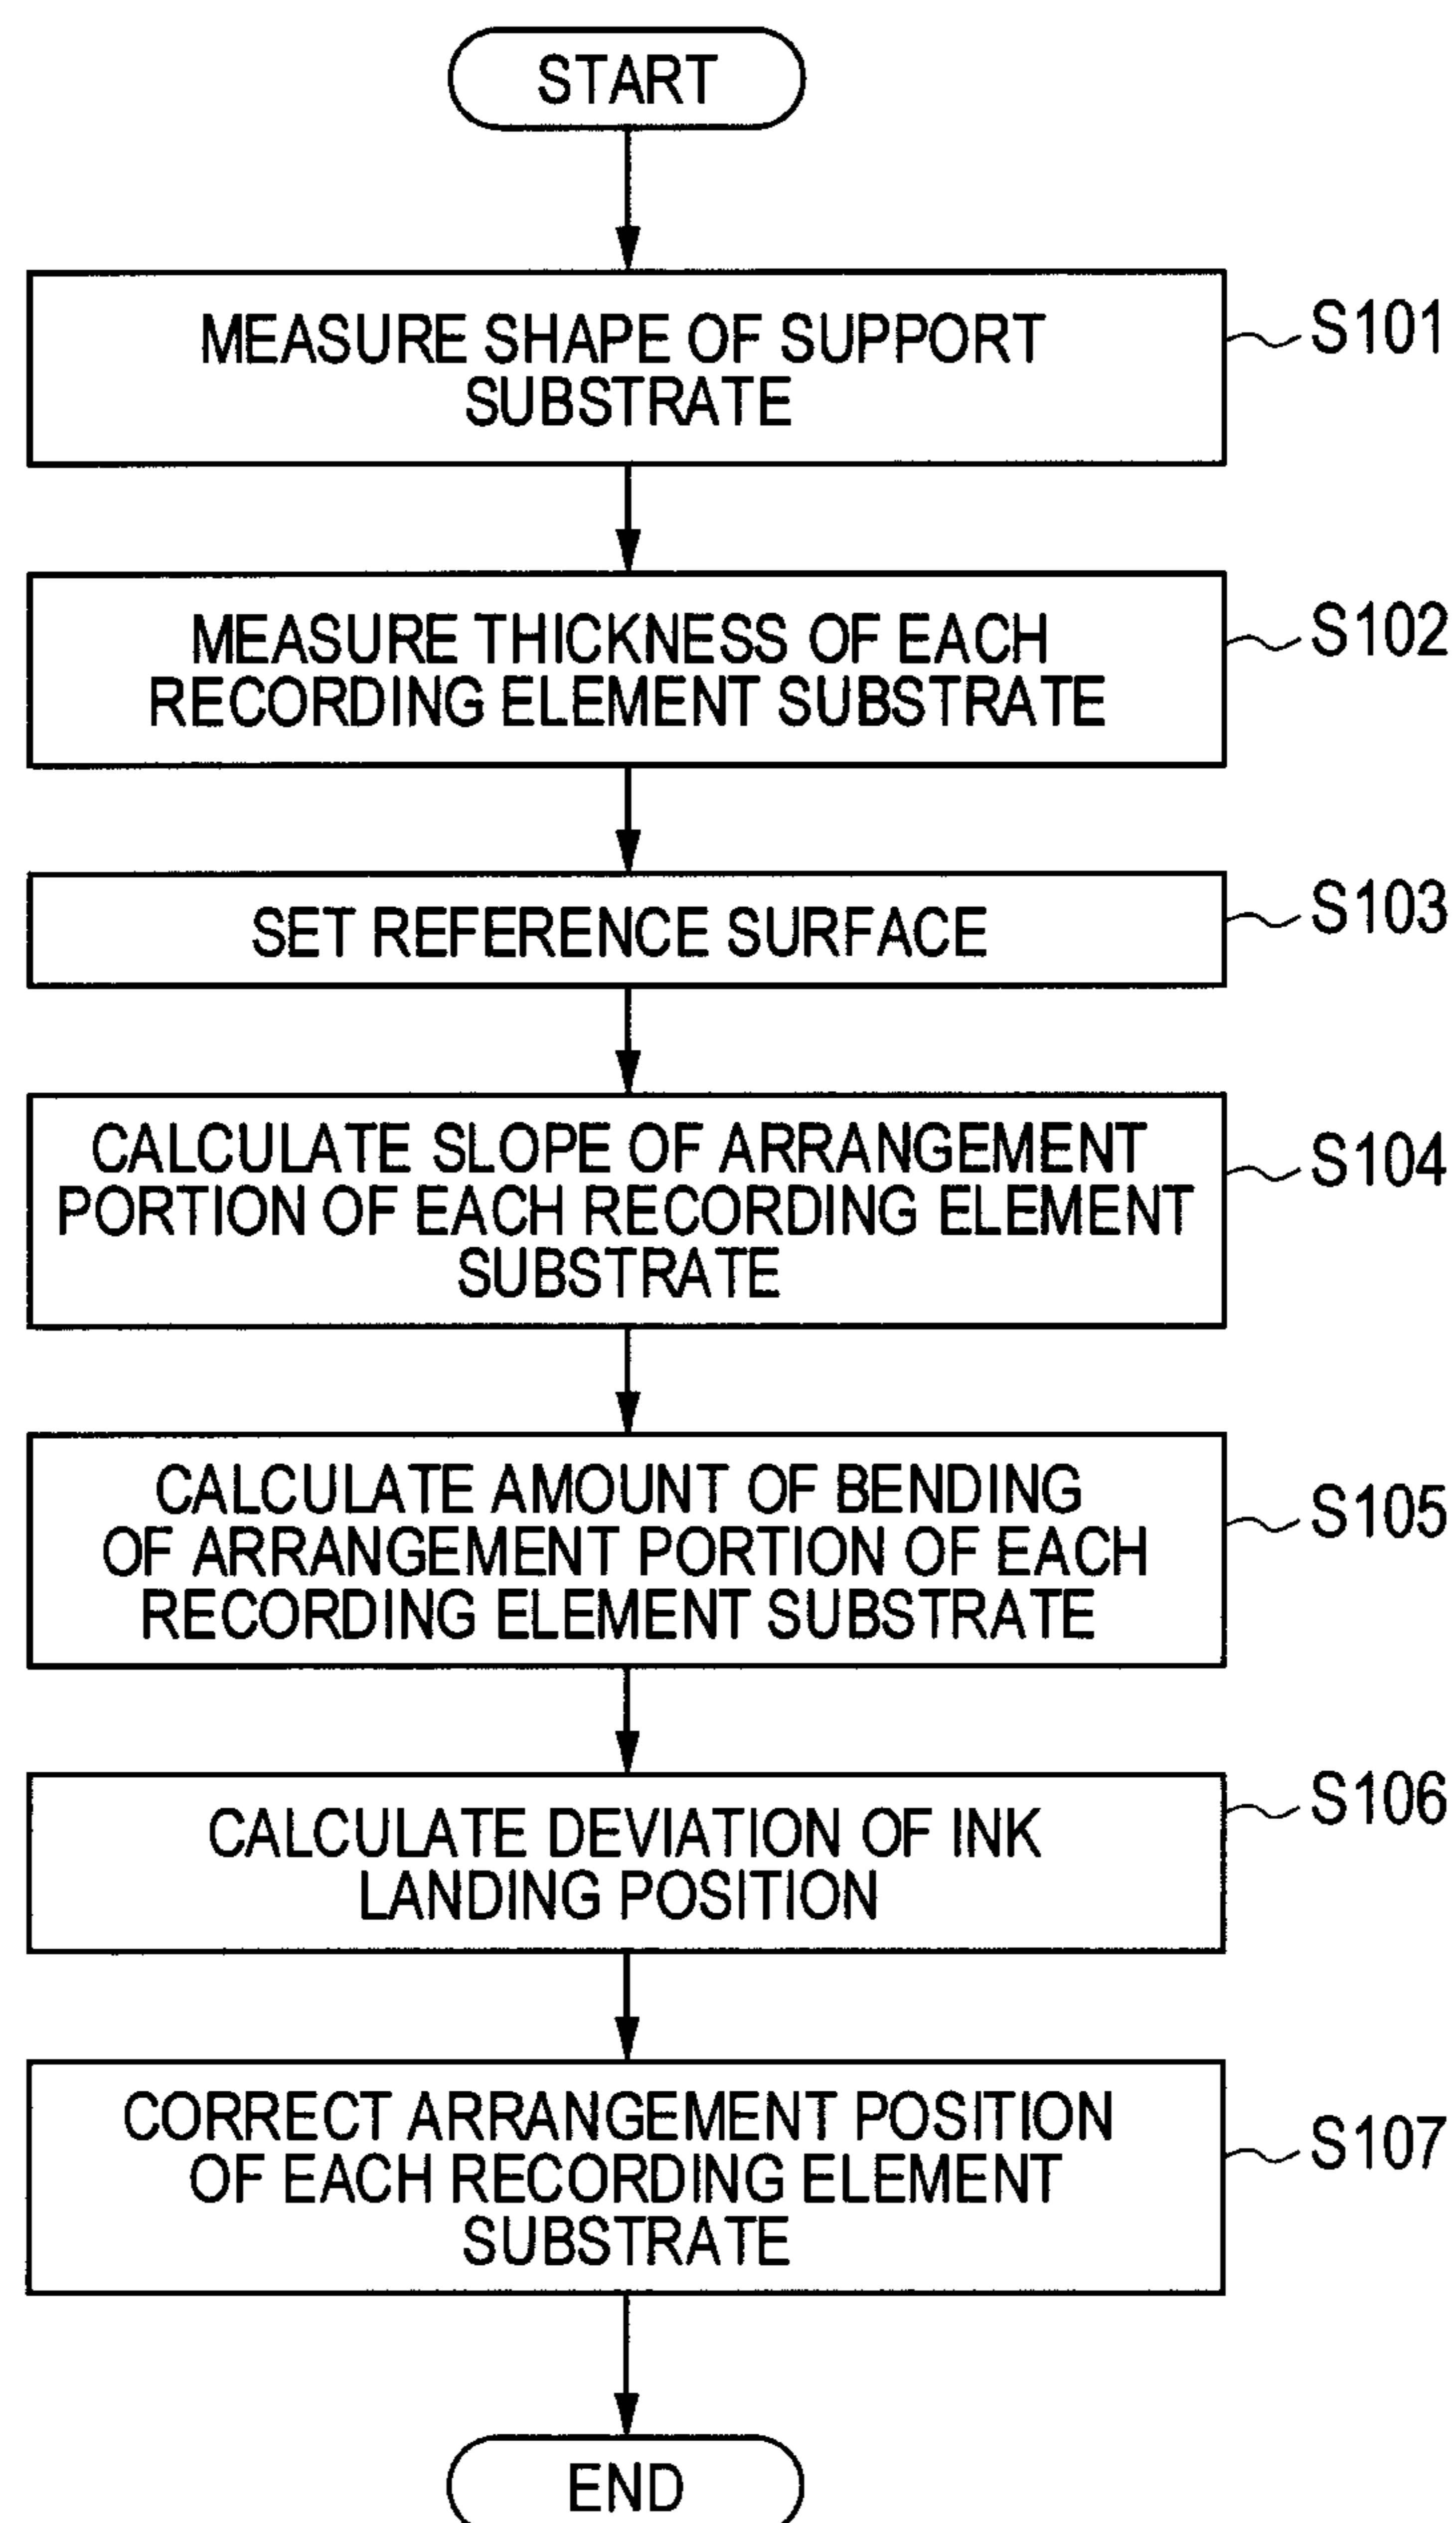 START
MEASURE SHAPE OF SUPPORT
SUBSTRATE
S101
MEASURE THICKNESS OF EACH
RECORDING ELEMENT SUBSTRATE
S102
SET REFERENCE SURFACE
S103
CALCULATE SLOPE OF ARRANGEMENT
PORTION OF EACH RECORDING ELEMENT
SUBSTRATE
S104
CALCULATE AMOUNT OF BENDING
OF ARRANGEMENT PORTION OF EACH
RECORDING ELEMENT SUBSTRATE
S105
CALCULATE DEVIATION OF INK
LANDING POSITION
S106
CORRECT ARRANGEMENT POSITION
OF EACH RECORDING ELEMENT
SUBSTRATE
S107
END